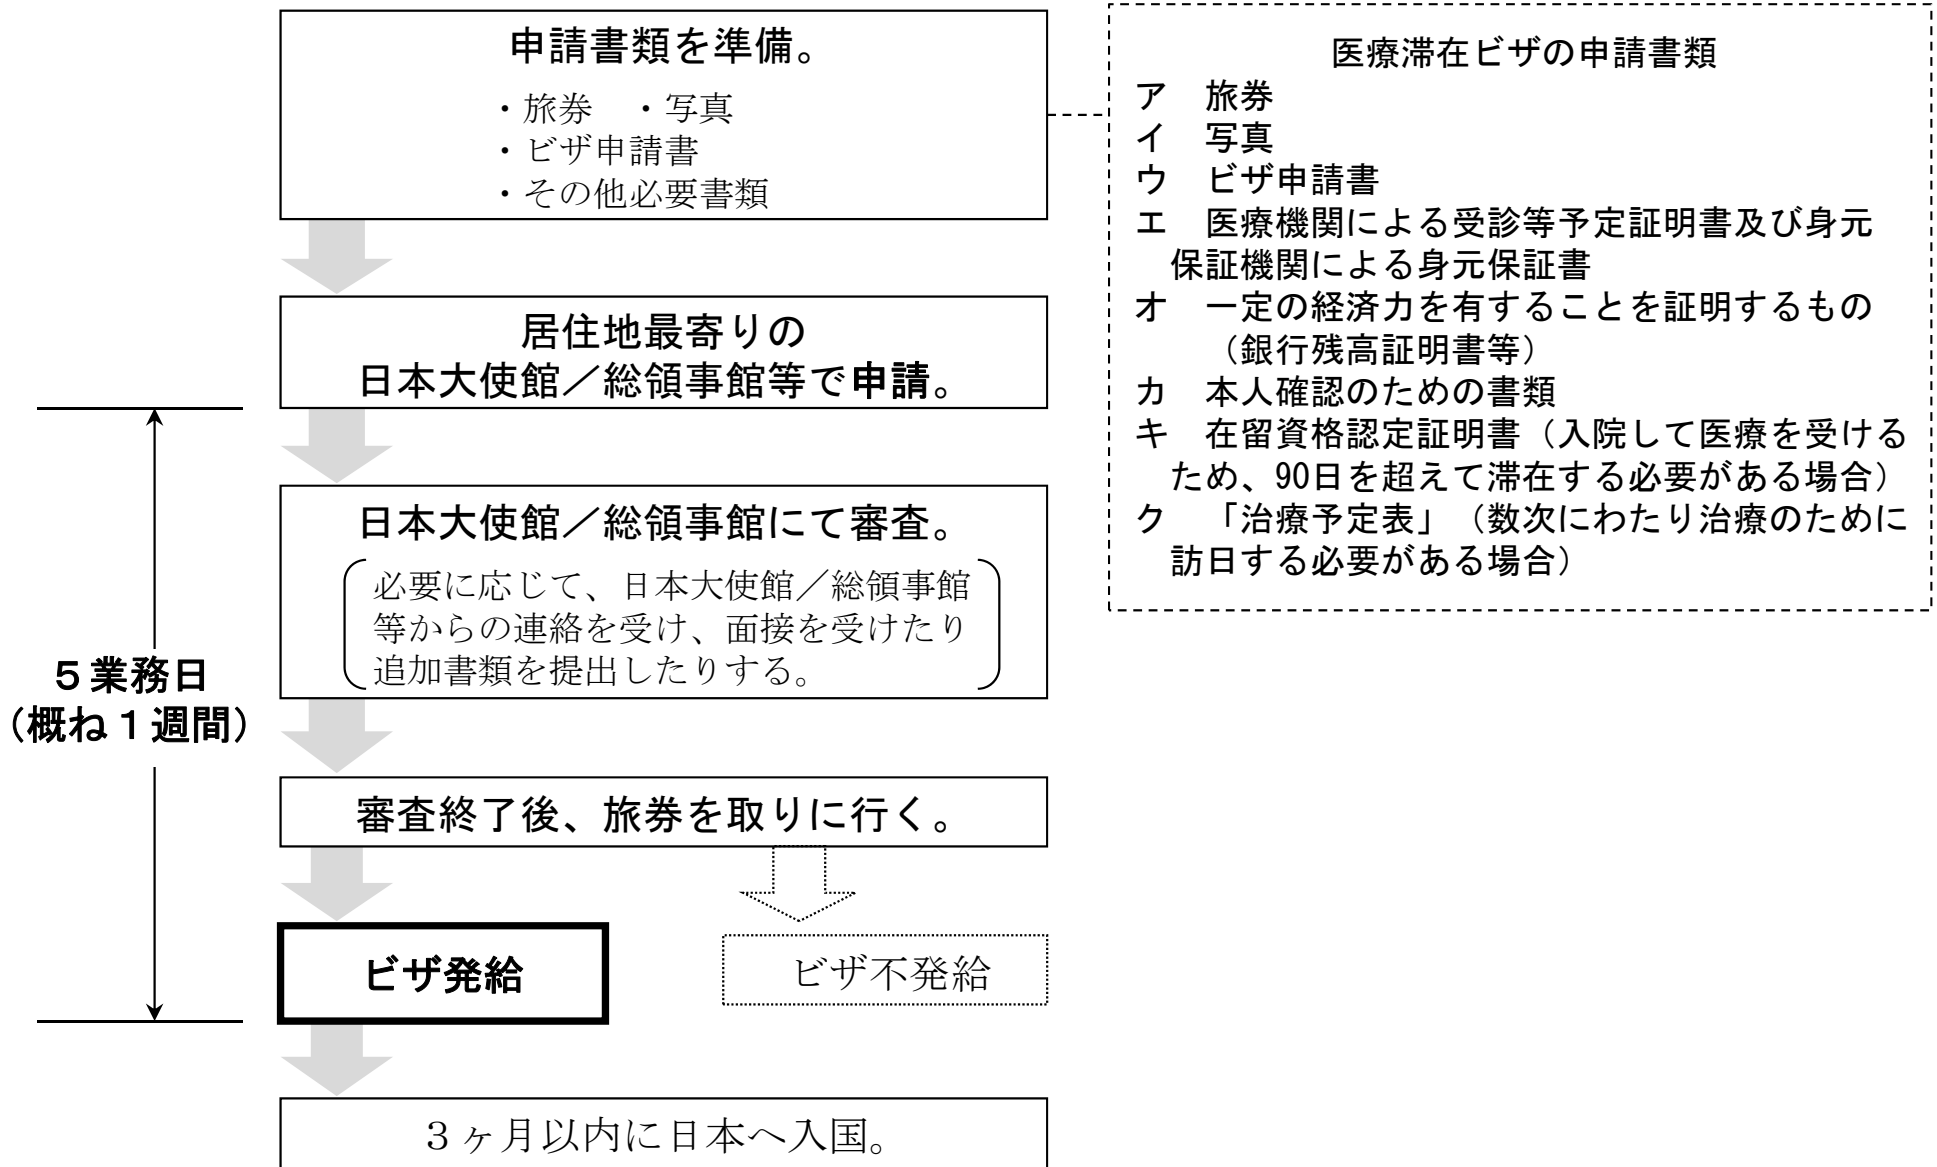 申請書類を準備。
・旅券　・写真
・ビザ申請書
・その他必要書類
居住地最寄りの
日本大使館／総領事館等で申請。
日本大使館／総領事館にて審査。
必要に応じて、日本大使館／総領事館
等からの連絡を受け、面接を受けたり
追加書類を提出したりする。
審査終了後、旅券を取りに行く。
ビザ発給
ビザ不発給
３ヶ月以内に日本へ入国。
５業務日
（概ね１週間）
医療滞在ビザの申請書類
ア　旅券
イ　写真
ウ　ビザ申請書
エ　医療機関による受診等予定証明書及び身元
保証機関による身元保証書
オ　一定の経済力を有することを証明するもの
（銀行残高証明書等）
カ　本人確認のための書類
キ　在留資格認定証明書（入院して医療を受ける
ため、90日を超えて滞在する必要がある場合）
ク　「治療予定表」（数次にわたり治療のために
訪日する必要がある場合）